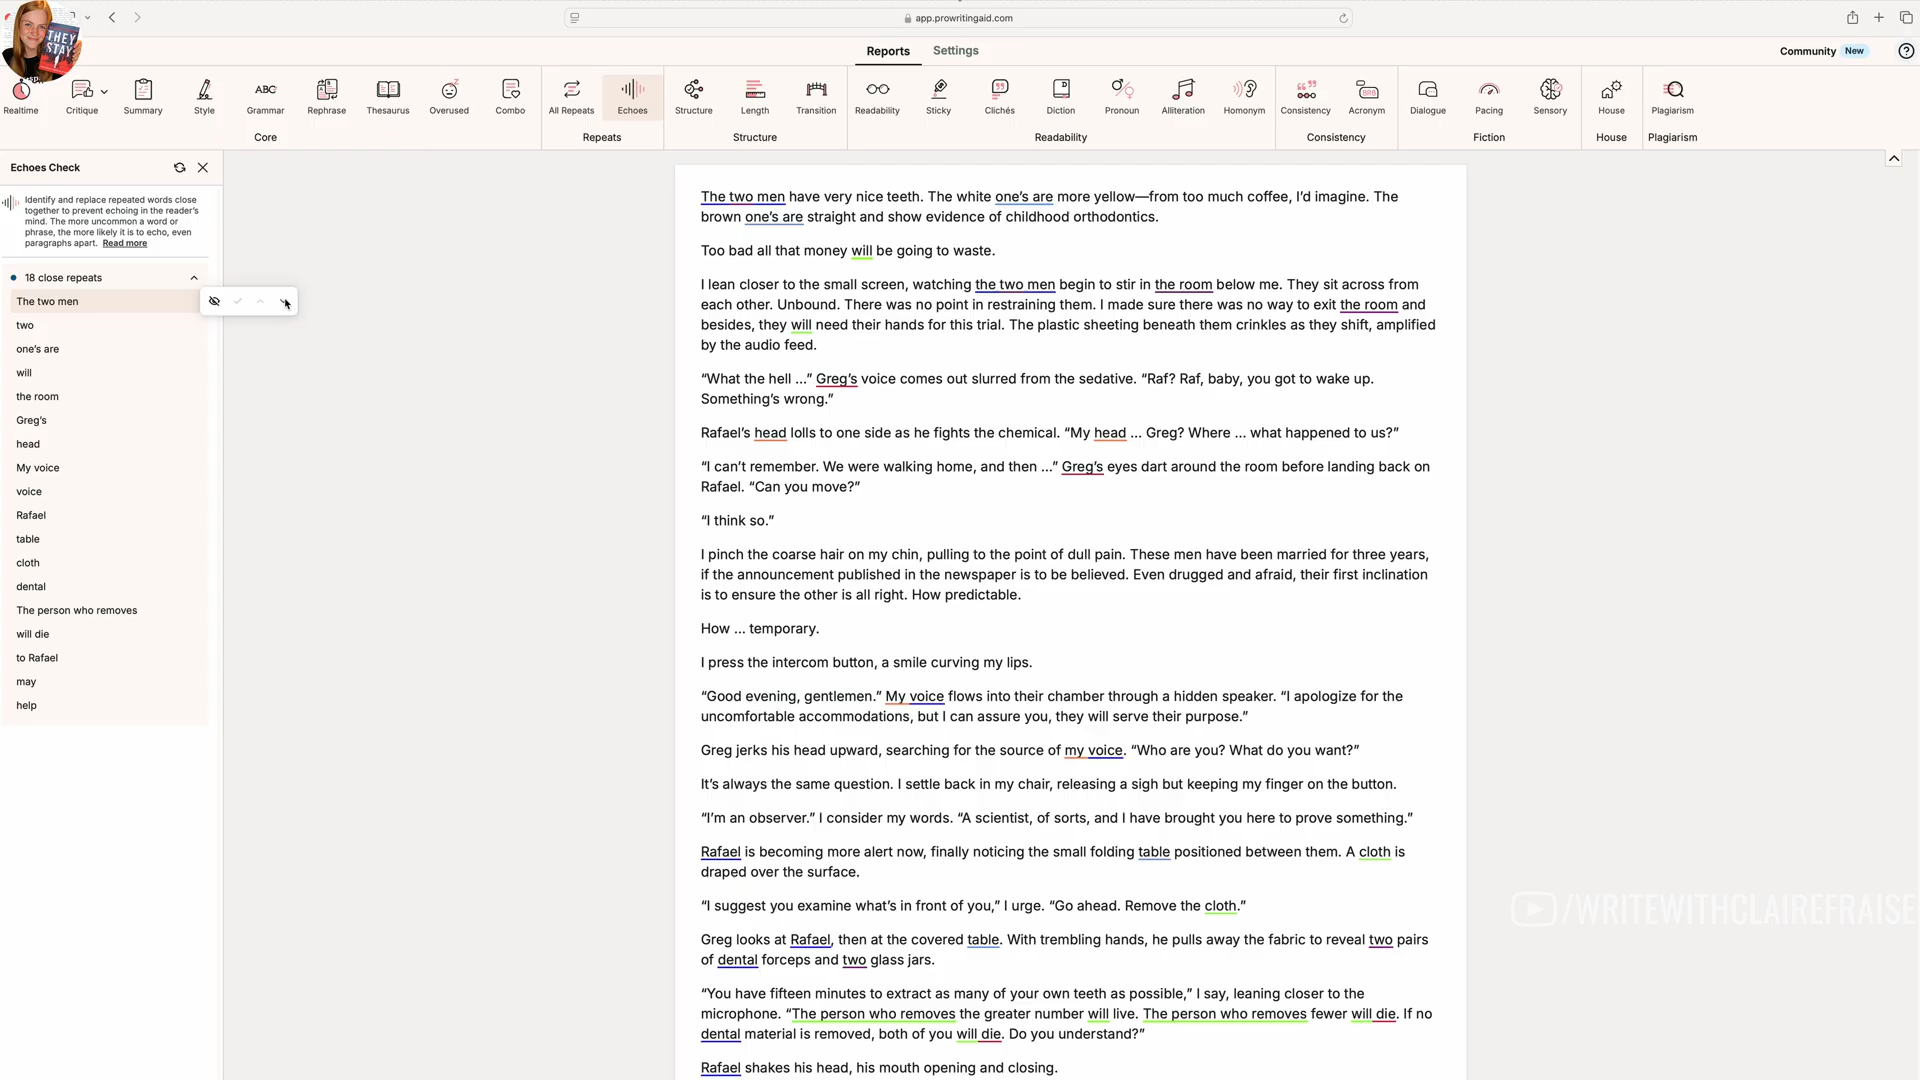 THEY
STAY
app.prowritingaid.com
Reports
Settings
Community New
Realtime
Critique
Summary
Style
ABC
Grammar
Rephrase
Thesaurus
Overused
Combo
All Repeats
Echoes
Structure
Length
Transition
Readability
Sticky
Clichés
Diction
Pronoun
Alliteration
Homonym
Consistency
BRB
Acronym
Dialogue
Pacing
Sensory
House
Plagiarism
Core
Repeats
Structure
Readability
Consistency
Fiction
House
Plagiarism
Echoes Check
Identify and replace repeated words close
together to prevent echoing in the reader's
mind. The more uncommon a word or
phrase, the more likely it is to echo, even
paragraphs apart. Read more
18 close repeats
The two men
two
one's are
will
the room
Greg's
head
My voice
voice
Rafael
table
cloth
dental
The person who removes
will die
to Rafael
may
help
The two men have very nice teeth. The white one's are more yellow—from too much coffee, I'd imagine. The
brown one's are straight and show evidence of childhood orthodontics.
Too bad all that money will be going to waste.
I lean closer to the small screen, watching the two men begin to stir in the room below me. They sit across from
each other. Unbound. There was no point in restraining them. I made sure there was no way to exit the room and
besides, they will need their hands for this trial. The plastic sheeting beneath them crinkles as they shift, amplified
by the audio feed.
“What the hell ...” Greg's voice comes out slurred from the sedative. “Raf? Raf, baby, you got to wake up.
Something's wrong.”
Rafael's head lolls to one side as he fights the chemical. “My head ... Greg? Where ... what happened to us?”
“I can't remember. We were walking home, and then ...” Greg's eyes dart around the room before landing back on
Rafael. “Can you move?”
“I think so.”
I pinch the coarse hair on my chin, pulling to the point of dull pain. These men have been married for three years,
if the announcement published in the newspaper is to be believed. Even drugged and afraid, their first inclination
is to ensure the other is all right. How predictable.
How ... temporary.
I press the intercom button, a smile curving my lips.
“Good evening, gentlemen.” My voice flows into their chamber through a hidden speaker. “I apologize for the
uncomfortable accommodations, but I can assure you, they will serve their purpose.”
Greg jerks his head upward, searching for the source of my voice. “Who are you? What do you want?”
It's always the same question. I settle back in my chair, releasing a sigh but keeping my finger on the button.
“I'm an observer.” I consider my words. “A scientist, of sorts, and I have brought you here to prove something.”
Rafael is becoming more alert now, finally noticing the small folding table positioned between them. A cloth is
draped over the surface.
“I suggest you examine what's in front of you,” I urge. “Go ahead. Remove the cloth.”
Greg looks at Rafael, then at the covered table. With trembling hands, he pulls away the fabric to reveal two pairs
of dental forceps and two glass jars.
“You have fifteen minutes to extract as many of your own teeth as possible,” I say, leaning closer to the
microphone. “The person who removes the greater number will live. The person who removes fewer will die. If no
dental material is removed, both of you will die. Do you understand?”
Rafael shakes his head, his mouth opening and closing.
/WRITEWITHCLAIREFRAISE